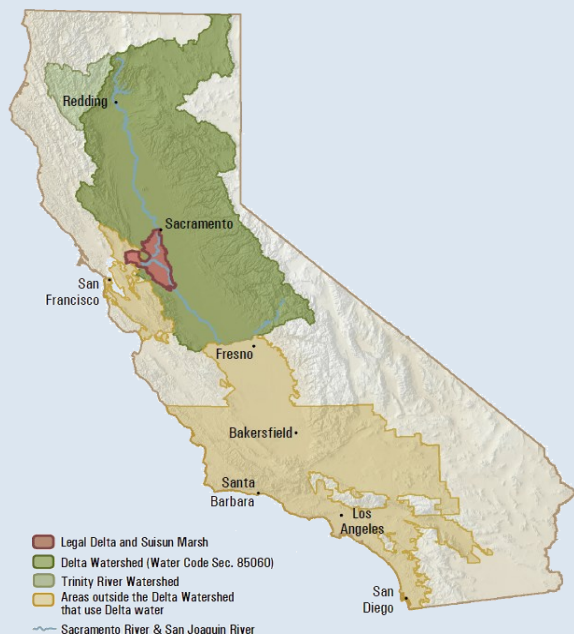 Redding
Sacramento
San
Francisco
Fresno
Bakersfield
Santa
Barbara
Los
Angeles
San
Diego
Legal Delta and Suisun Marsh
Delta Watershed (Water Code Sec. 85060)
Trinity River Watershed
Areas outside the Delta Watershed
that use Delta water
Sacramento River & San Joaquin River